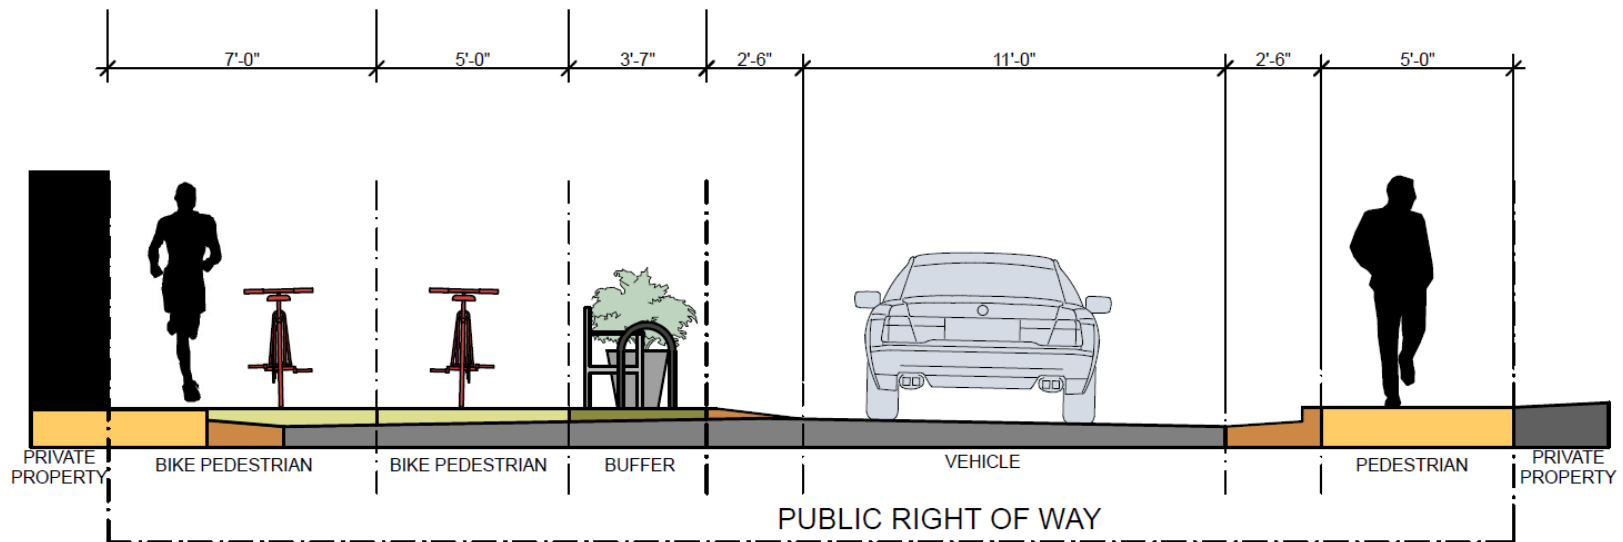 7'-0" 5'-0" 3'-7" 2'-6" 11'-0" 2'-6" 5'-0"
PRIVATE
PROPERTY
BIKE PEDESTRIAN
BIKE PEDESTRIAN
BUFFER
VEHICLE
PEDESTRIAN
PRIVATE
PROPERTY
PUBLIC RIGHT OF WAY